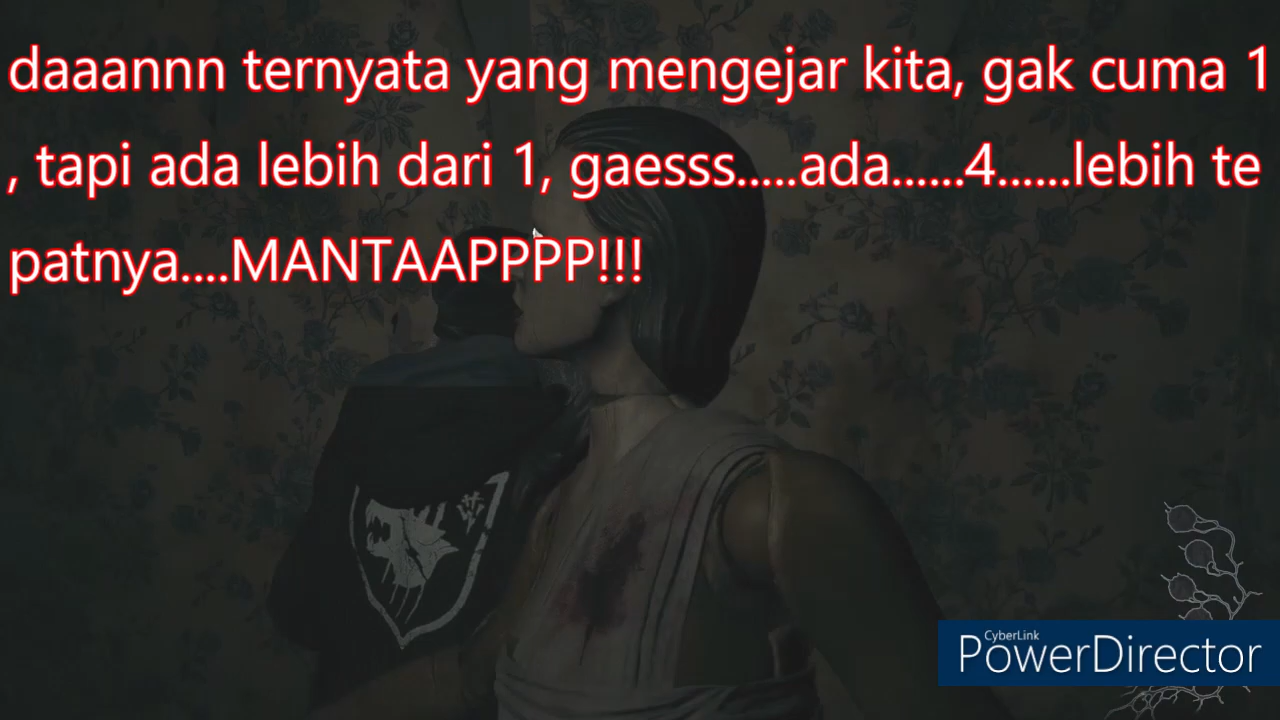 daaannn ternyata yang mengejar kita, gak cuma 1
, tapi ada lebih dari 1, gaesss.....ada......4......lebih te
patnya....MANTAAPPPP!!!
CyberLink
PowerDirector